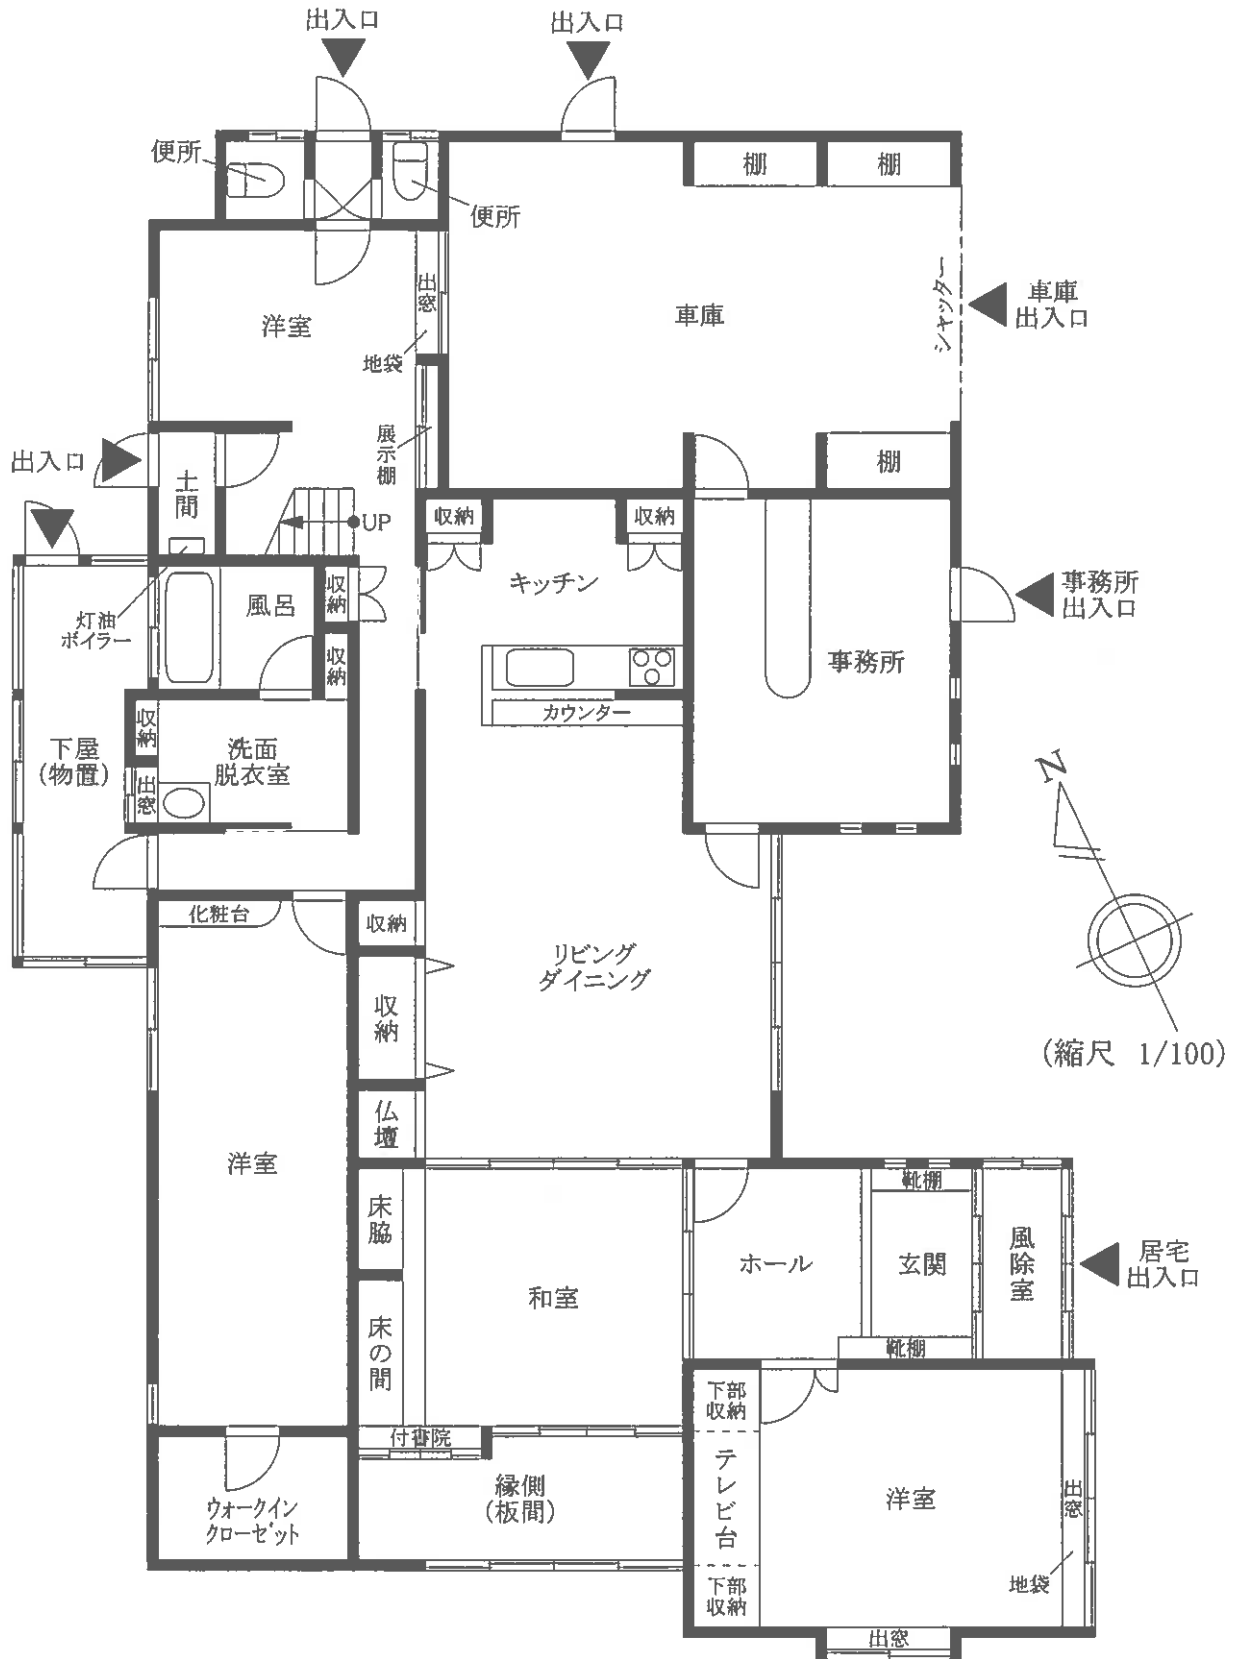 出入口
出入口
便所
便所
棚
棚
洋室
出窓
地袋
車庫
シャッター
車庫
出入口
展示棚
棚
出入口
土間
UP
収納
収納
キッチン
事務所
出入口
灯油
ボイラー
風呂
収納
収納
事務所
カウンター
下屋
(物置)
収納
出窓
洗面
脱衣室
N
化粧台
収納
リビング
ダイニング
収納
(縮尺 1/100)
仏壇
洋室
床脇
靴棚
ホール
玄関
風除室
居宅
出入口
和室
床の間
靴棚
付書院
下部
収納
テレビ台
縁側
(板間)
洋室
出窓
ウォークイン
クローゼット
下部
収納
地袋
出窓